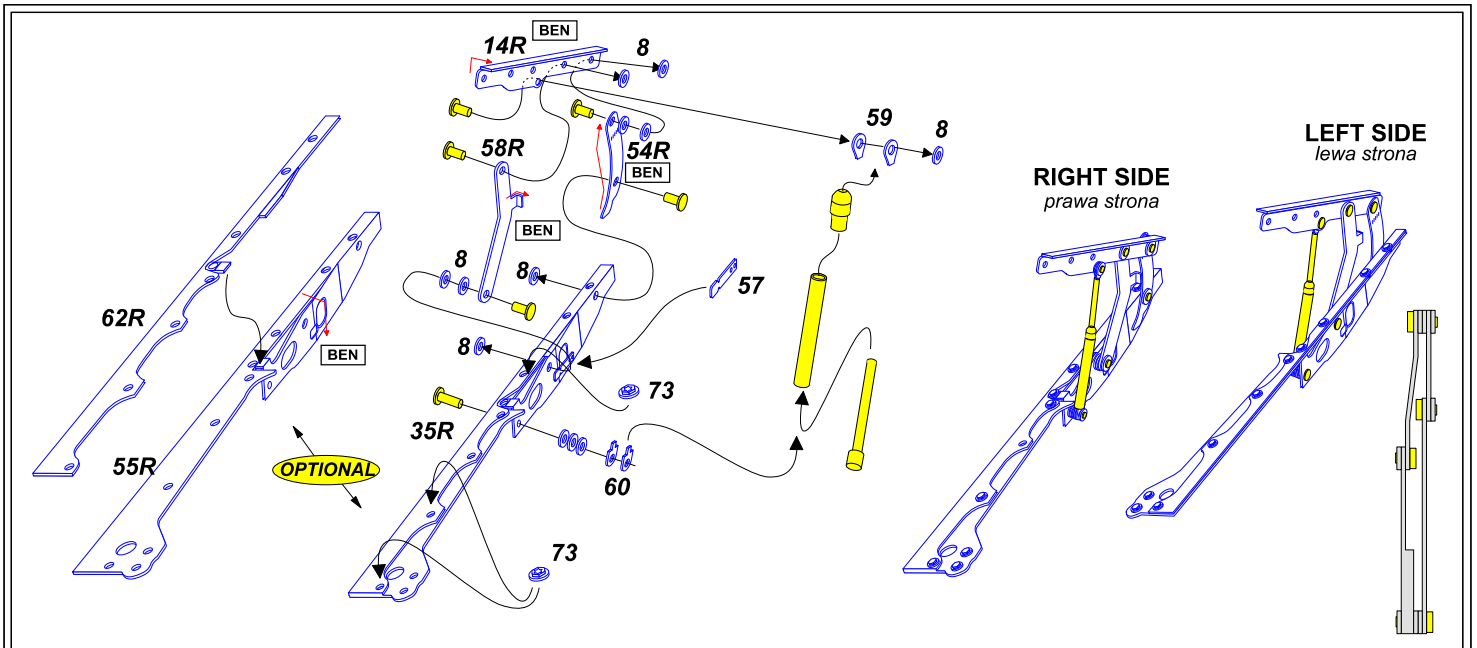 BEN
14R
8
59
8
58R
54R
BEN
LEFT SIDE
lewa strona
RIGHT SIDE
prawa strona
BEN
8
8
57
62R
BEN
8
73
35R
55R
OPTIONAL
60
73